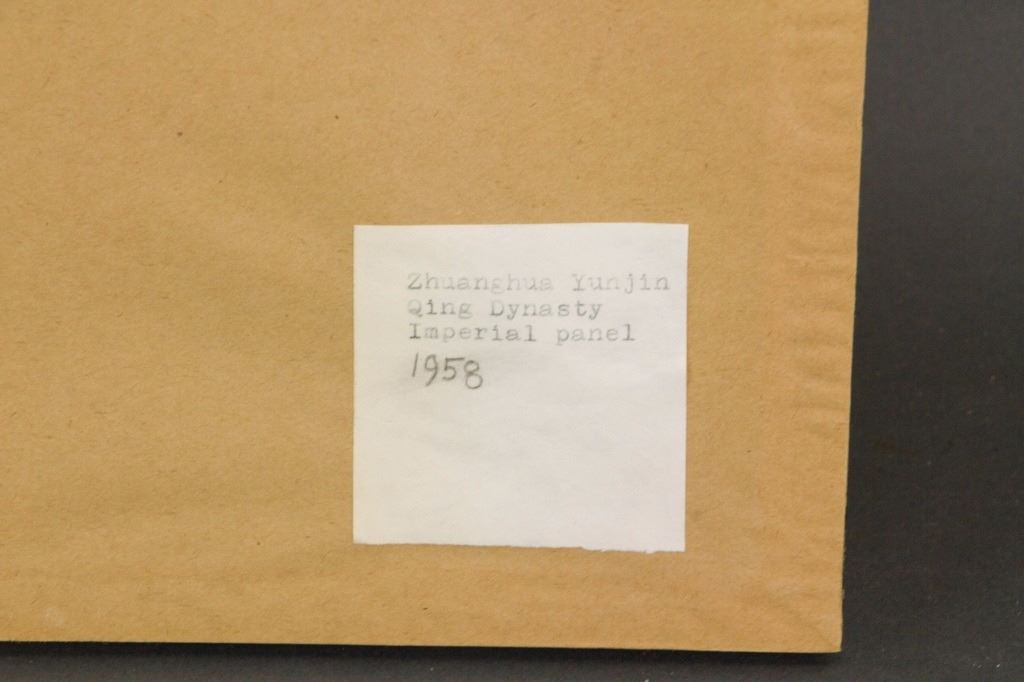 Zhuanghua Yunjin
Qing Dynasty
Imperial panel
1958